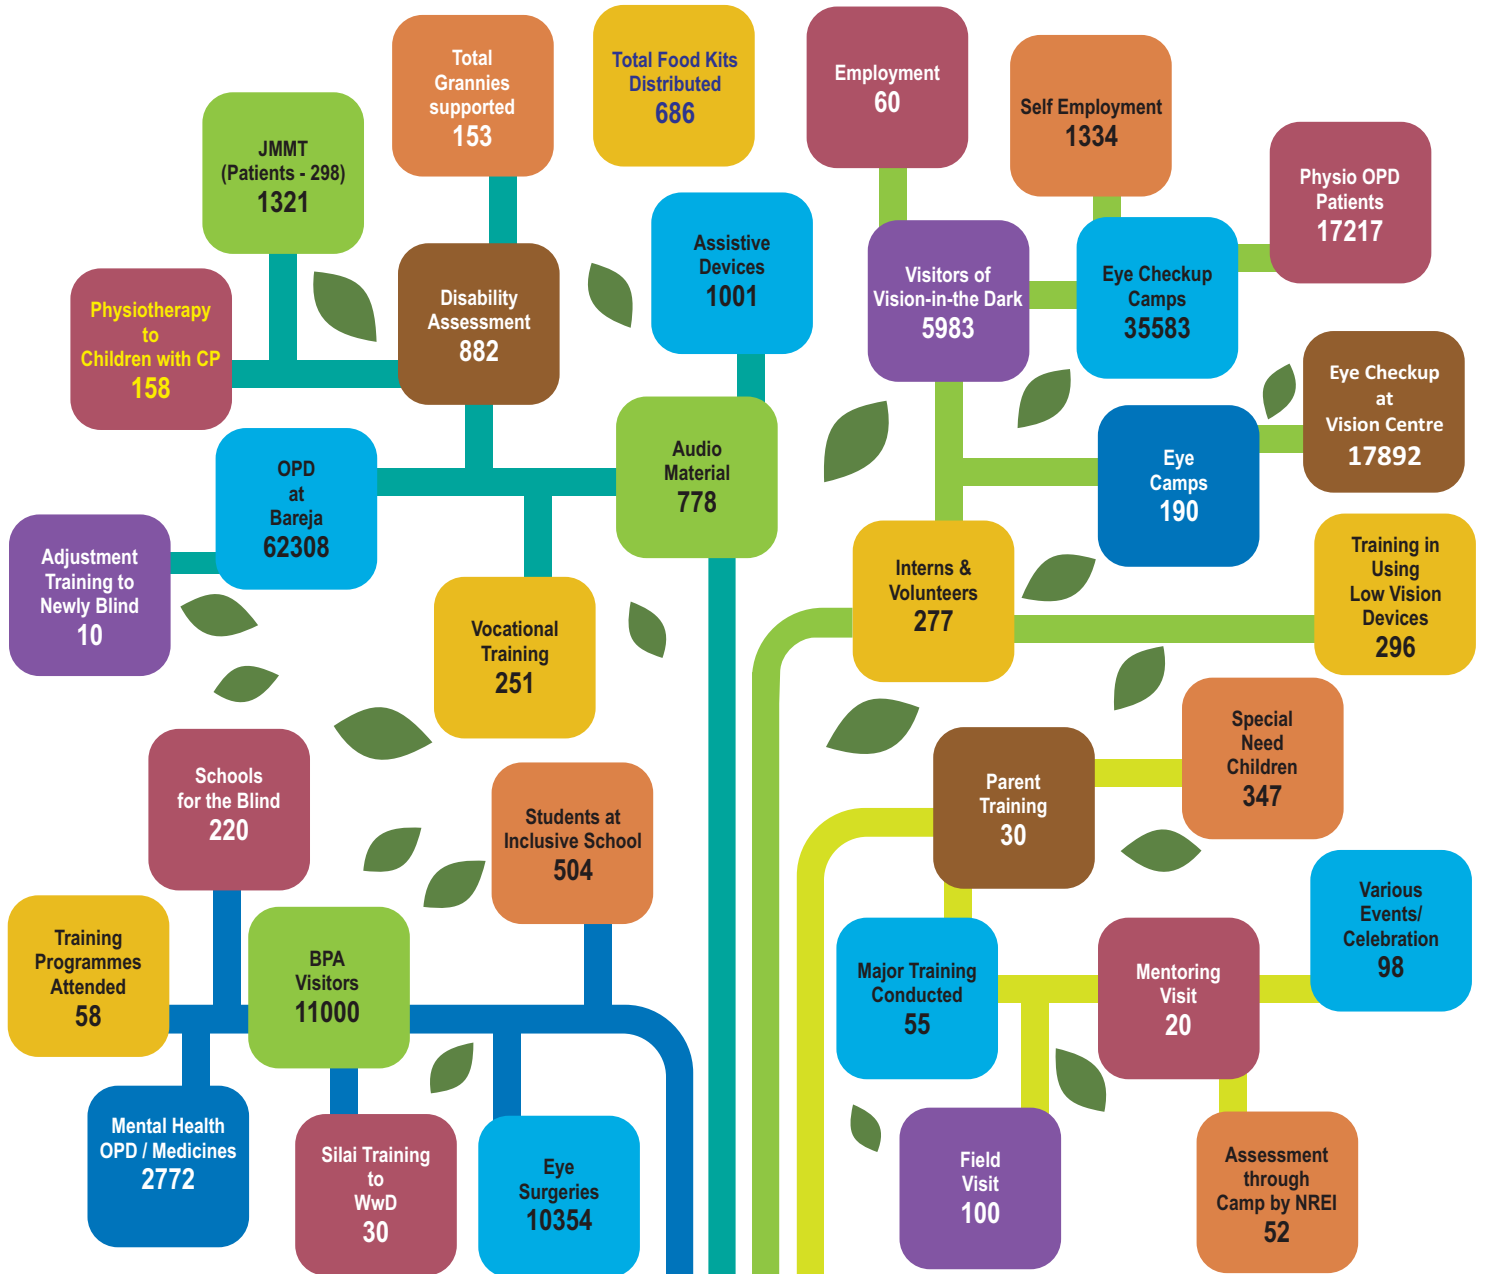 Total
Grannies
supported
153
Total Food Kits
Distributed
686
Employment
60
Self Employment
1334
JMMT
(Patients - 298)
1321
Physio OPD
Patients
17217
Assistive
Devices
1001
Visitors of
Vision-in-the Dark
5983
Eye Checkup
Camps
35583
Physiotherapy
to
Children with CP
158
Disability
Assessment
882
Eye Checkup
at
Vision Centre
17892
OPD
at
Bareja
62308
Audio
Material
778
Eye
Camps
190
Adjustment
Training to
Newly Blind
10
Vocational
Training
251
Interns &
Volunteers
277
Training in
Using
Low Vision
Devices
296
Schools
for the Blind
220
Students at
Inclusive School
504
Parent
Training
30
Special
Need
Children
347
Training
Programmes
Attended
58
BPA
Visitors
11000
Major Training
Conducted
55
Mentoring
Visit
20
Various
Events/
Celebration
98
Mental Health
OPD / Medicines
2772
Silai Training
to
WwD
30
Eye
Surgeries
10354
Field
Visit
100
Assessment
through
Camp by NREI
52